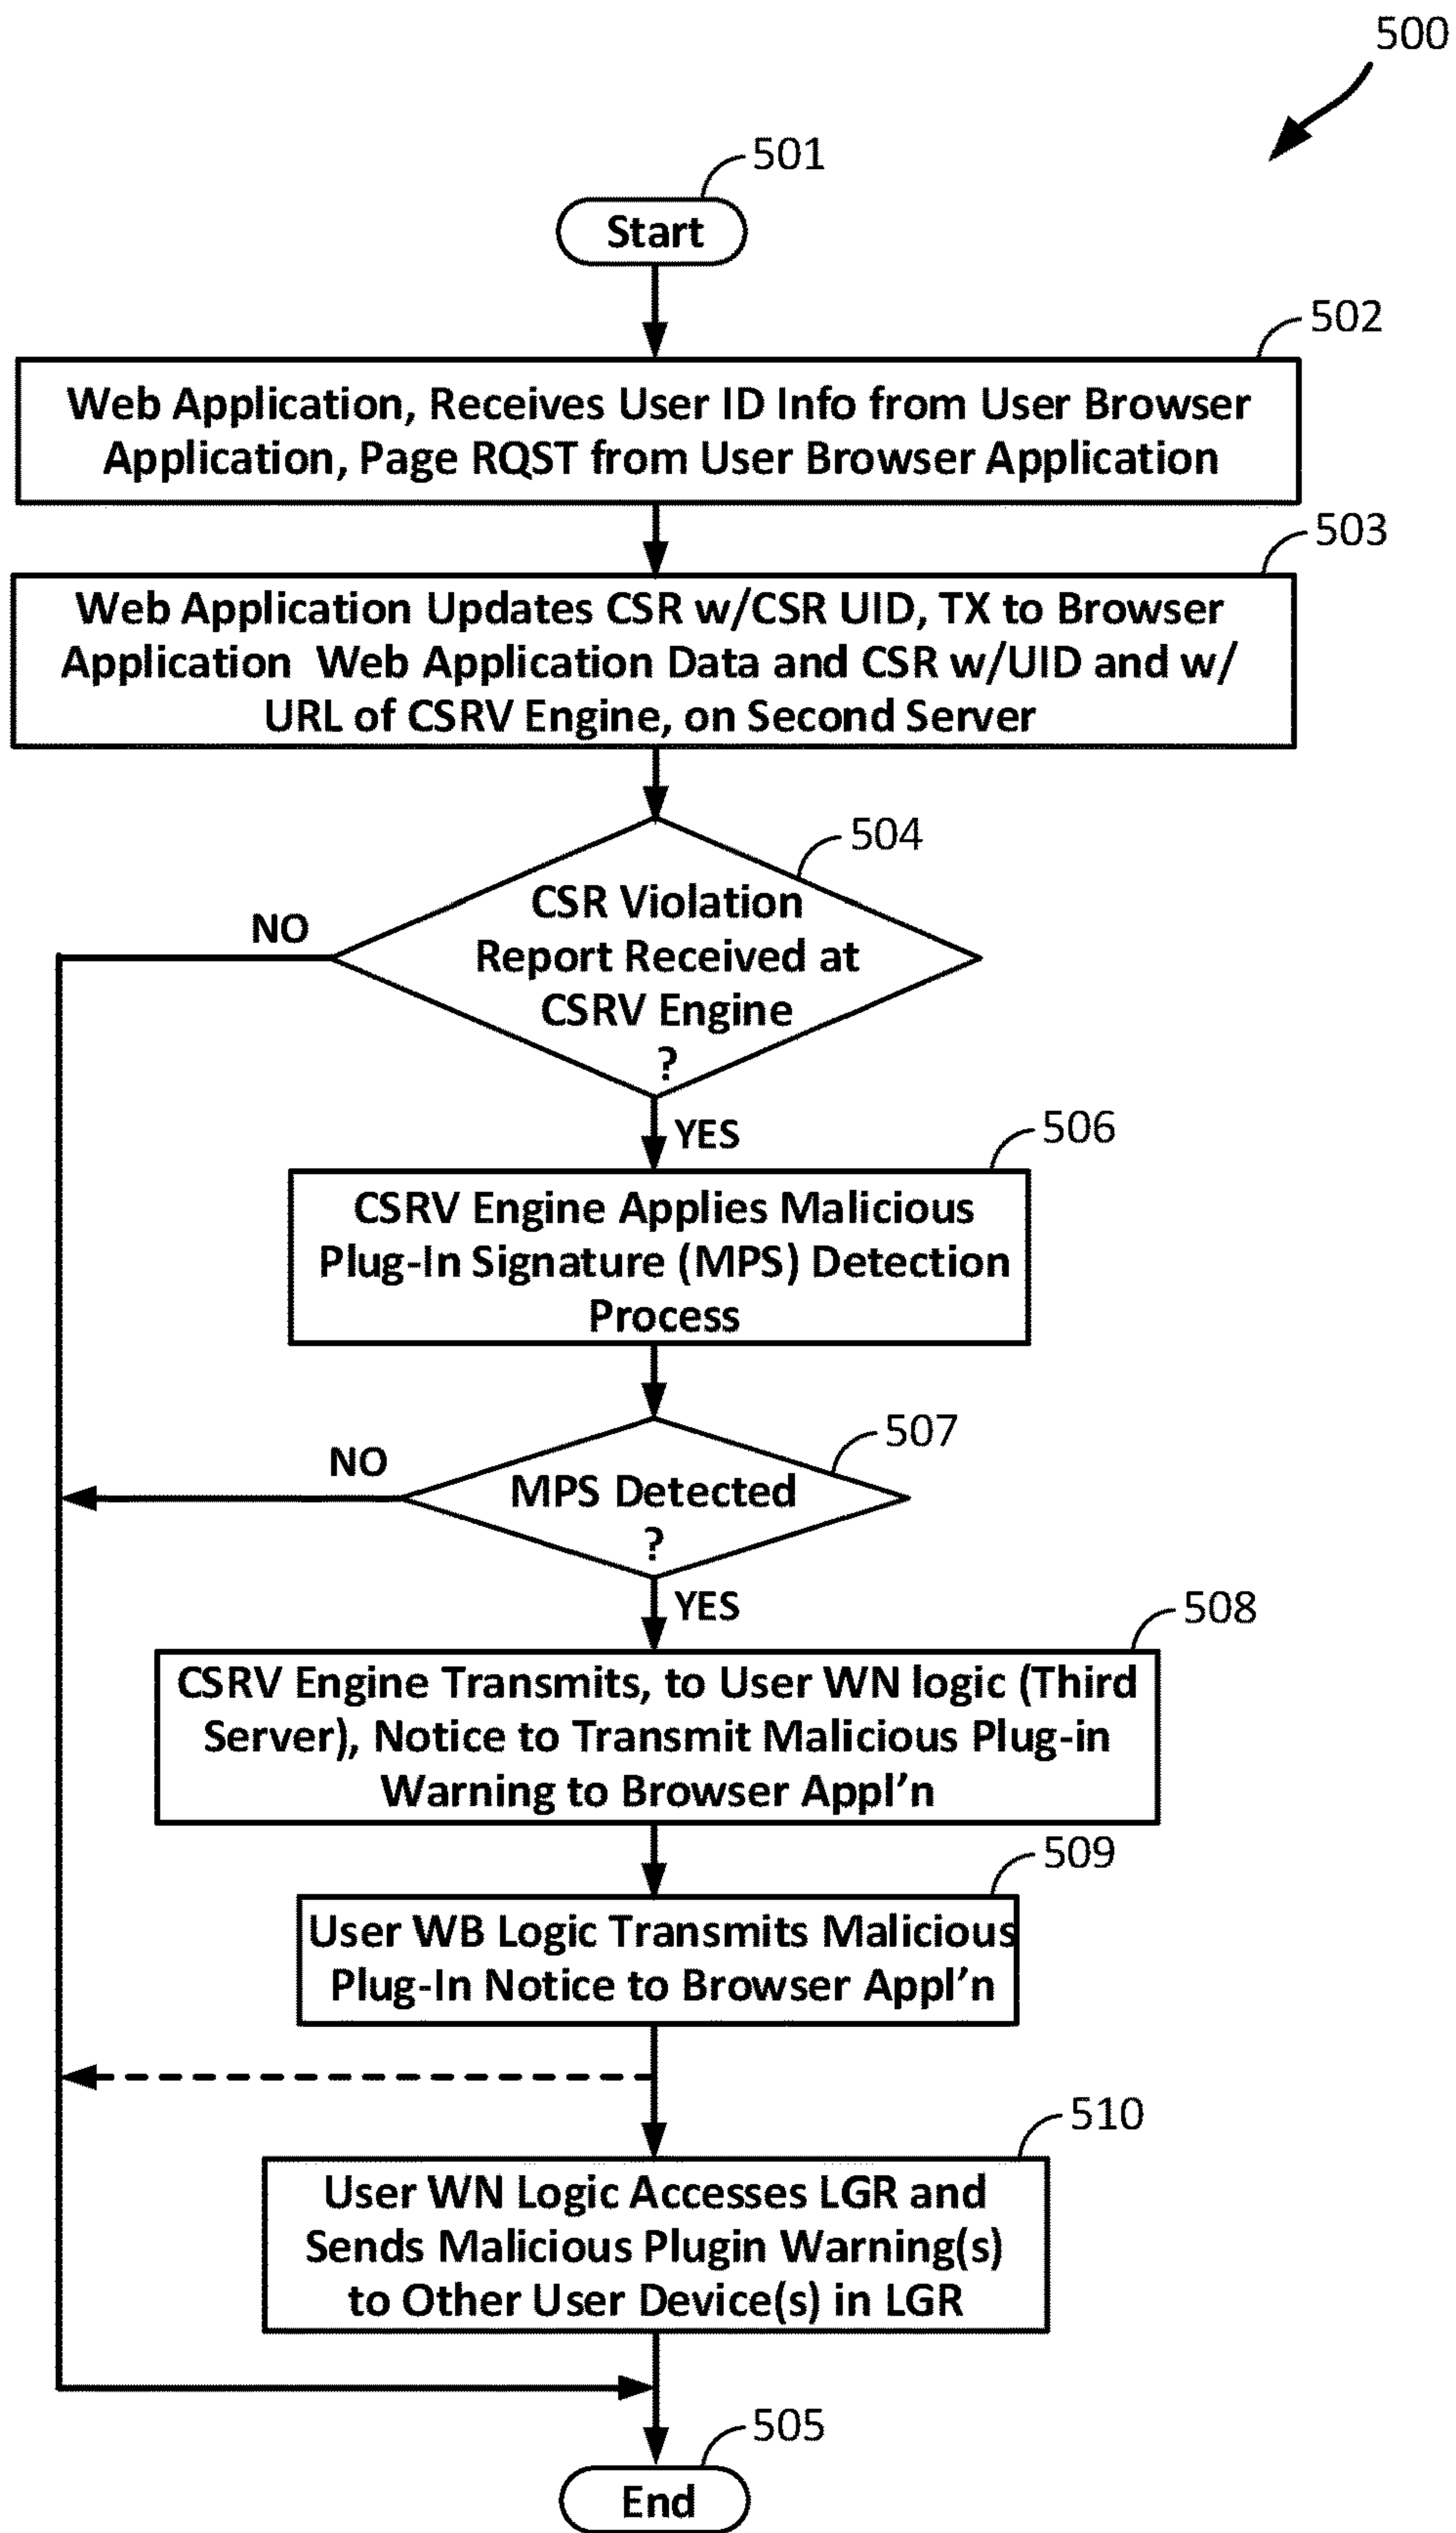 500
501
Start
502
Web Application, Receives User ID Info from User Browser
Application, Page RQST from User Browser Application
503
Web Application Updates CSR w/CSR UID, TX to Browser
Application Web Application Data and CSR w/UID and w/
URL of CSRV Engine, on Second Server
504
CSR Violation
Report Received at
CSRV Engine
?
NO
YES
506
CSRV Engine Applies Malicious
Plug-In Signature (MPS) Detection
Process
507
NO
MPS Detected
?
YES
508
CSRV Engine Transmits, to User WN logic (Third
Server), Notice to Transmit Malicious Plug-in
Warning to Browser Appl’n
509
User WB Logic Transmits Malicious
Plug-In Notice to Browser Appl’n
510
User WN Logic Accesses LGR and
Sends Malicious Plugin Warning(s)
to Other User Device(s) in LGR
505
End